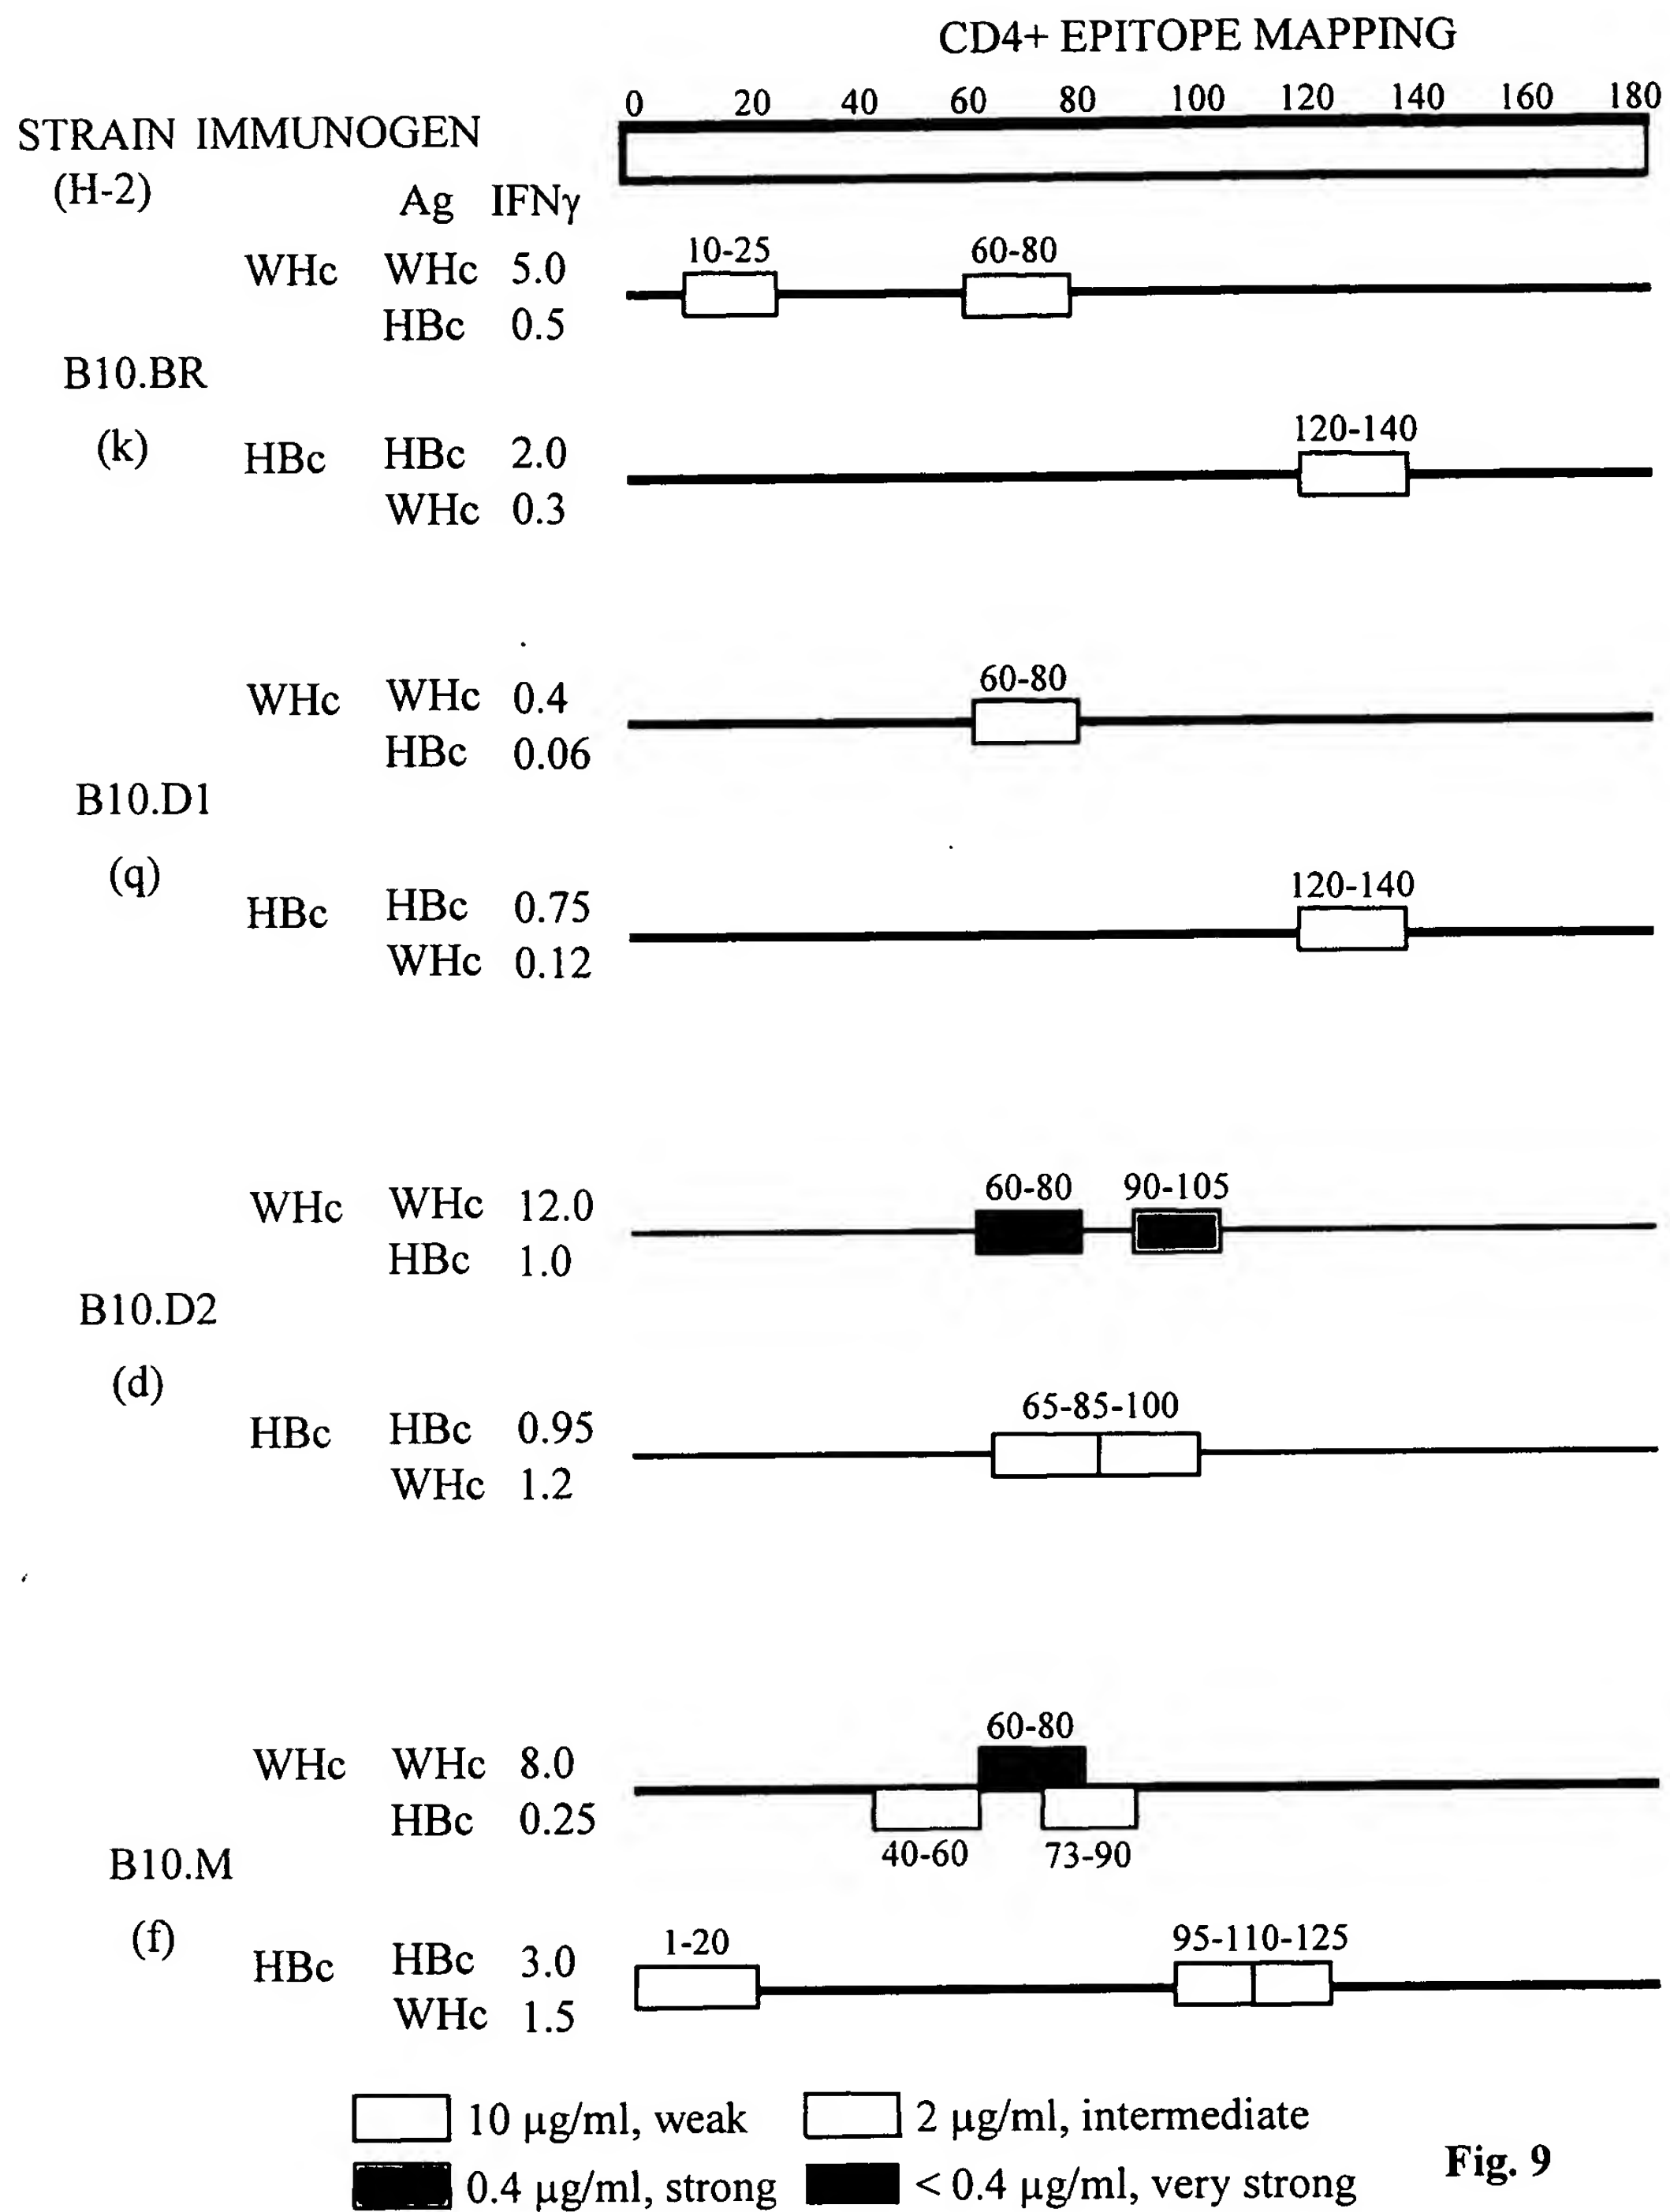 CD4+ EPITOPE MAPPING
0 20 40 60 80 100 120 140 160 180
STRAIN IMMUNOGEN
(H-2)
Ag IFNγ
10-25 60-80
WHc WHc 5.0
HBc 0.5
B10.BR
(k)
120-140
HBc HBc 2.0
WHc 0.3
60-80
WHc WHc 0.4
HBc 0.06
B10.D1
(q)
120-140
HBc HBc 0.75
WHc 0.12
60-80 90-105
WHc WHc 12.0
HBc 1.0
B10.D2
(d)
65-85-100
HBc HBc 0.95
WHc 1.2
60-80
WHc WHc 8.0
HBc 0.25
40-60 73-90
B10.M
(f)
1-20 95-110-125
HBc HBc 3.0
WHc 1.5
10 µg/ml, weak 2 µg/ml, intermediate
0.4 µg/ml, strong < 0.4 µg/ml, very strong
Fig. 9